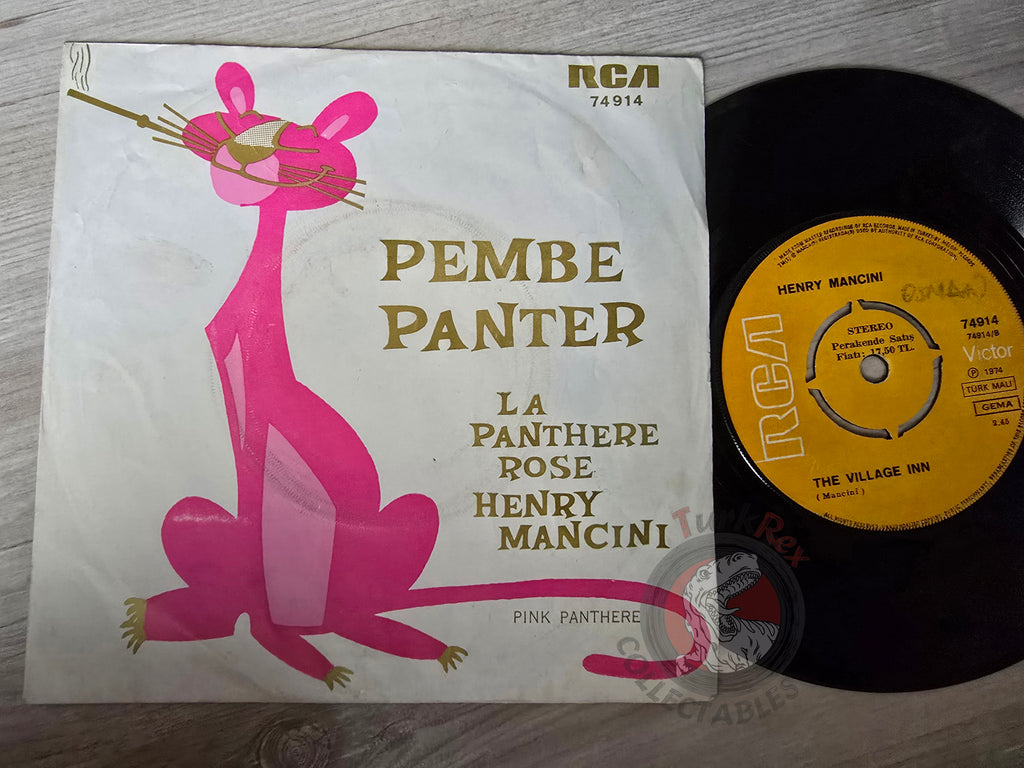 RCA
74914
PEMBE
PANTER
LA
PANTHERE
ROSE
HENRY
MANCINI
PINK PANTHERE
HENRY MANCINI
STEREO
Perakende Satış
Fiatı: 17,50 TL.
74914
74914/B
Victor
℗ 1974
TÜRK MALI
GEMA
2.45
RCA
THE VILLAGE INN
(Mancini)
TurkRex
COLLECTABLES